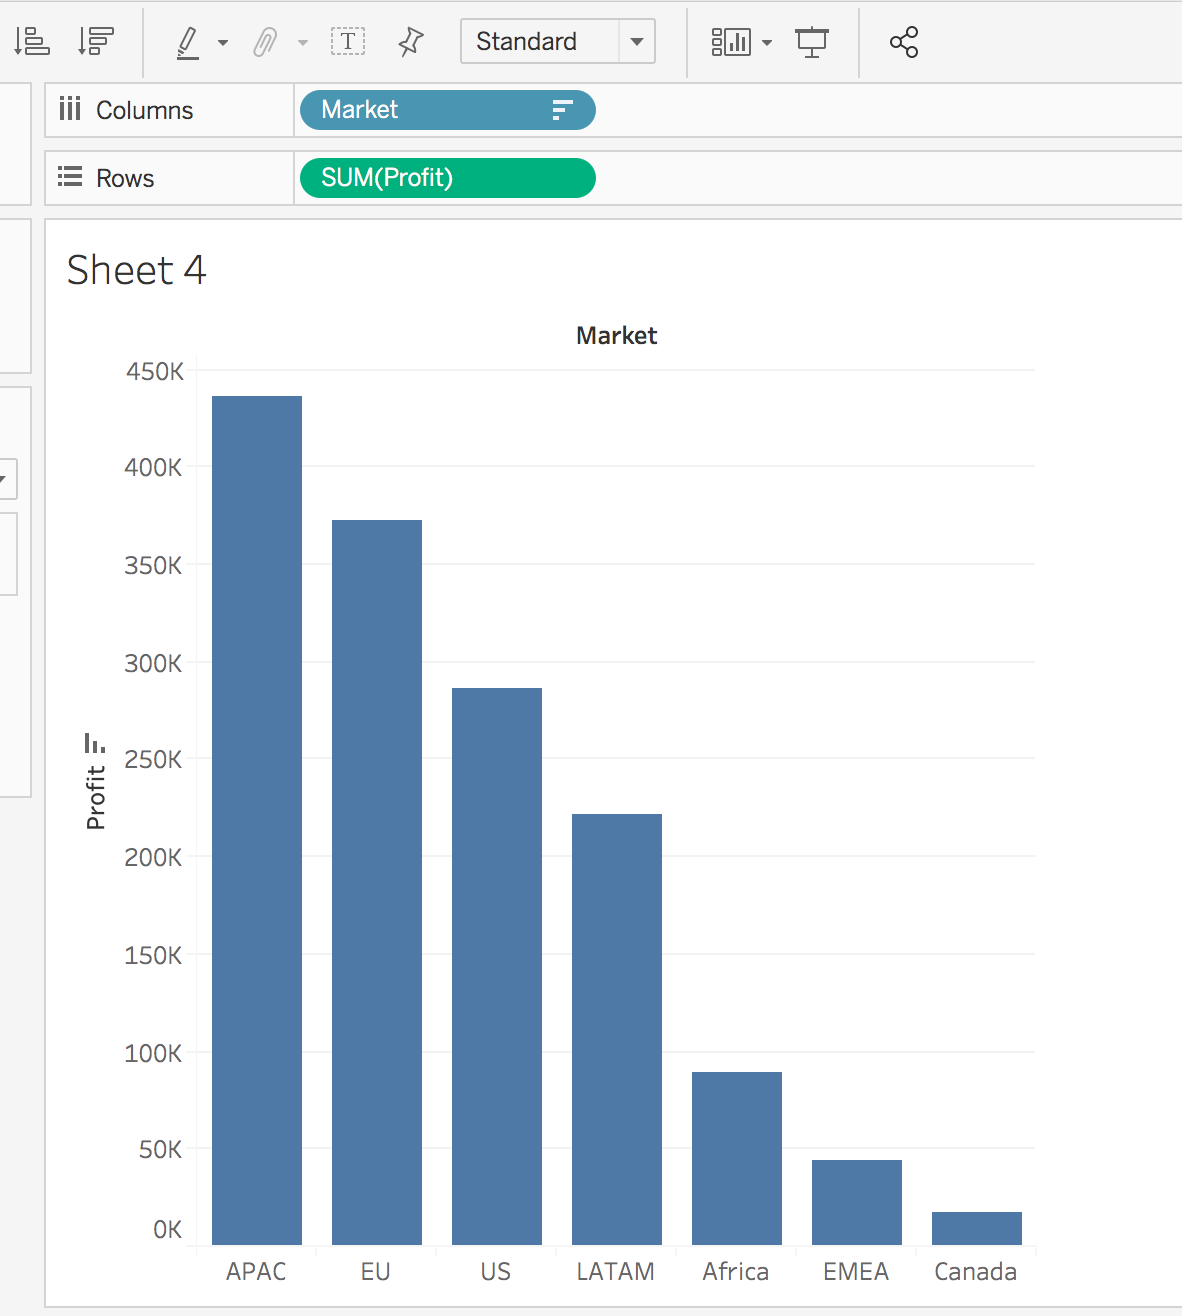 T Standard
Columns Market
Rows SUM(Profit)
Sheet 4
Market
450K
400K
350K
300K
250K
200K
150K
100K
50K
0K
Profit
APAC EU US LATAM Africa EMEA Canada